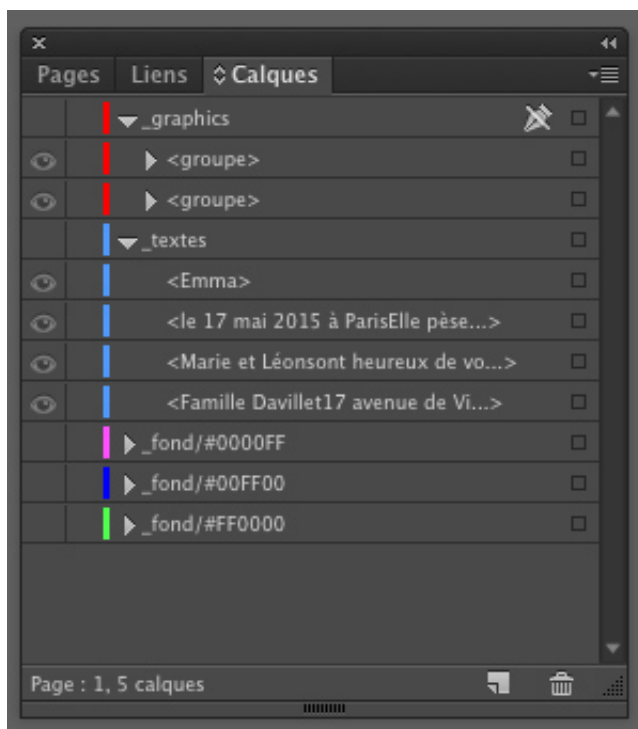 Pages Liens Calques
_graphics
<groupe>
<groupe>
_textes
<Emma>
<le 17 mai 2015 à ParisElle pèse...>
<Marie et Léonsont heureux de vo...>
<Famille Davillet17 avenue de Vi...>
_fond/#0000FF
_fond/#00FF00
_fond/#FF0000
Page : 1, 5 calques